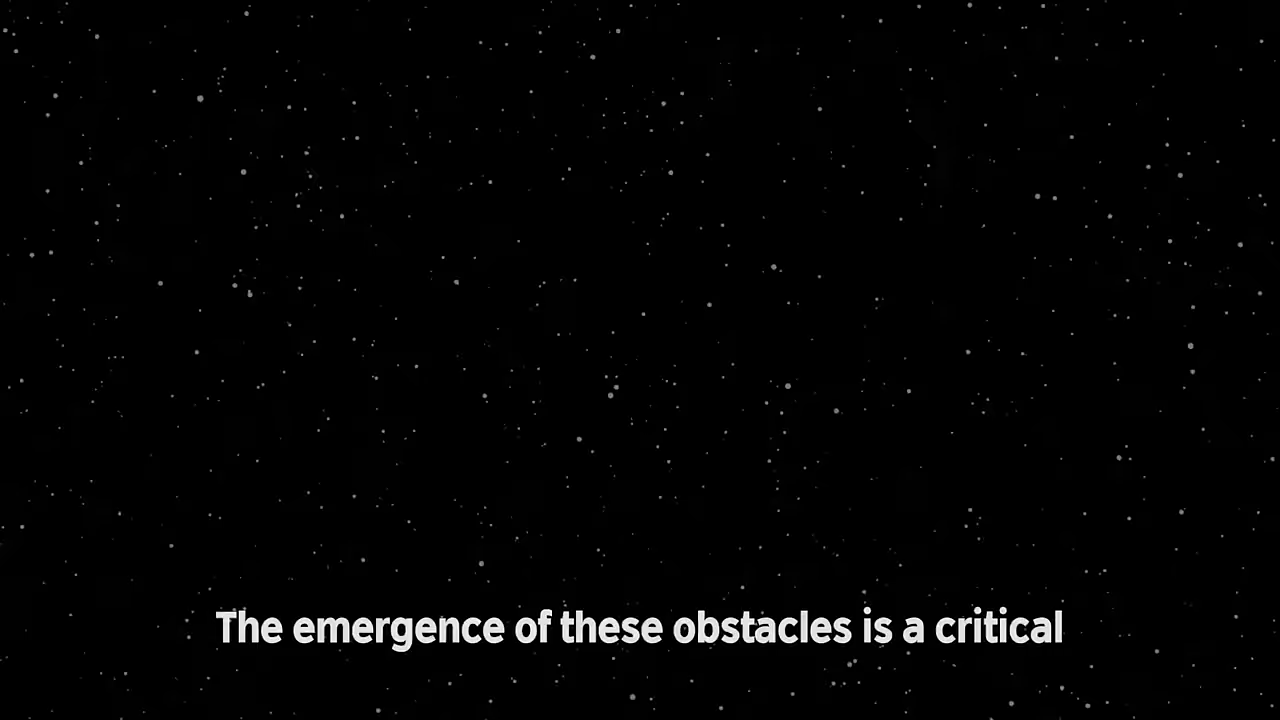 The emergence of these obstacles is a critical